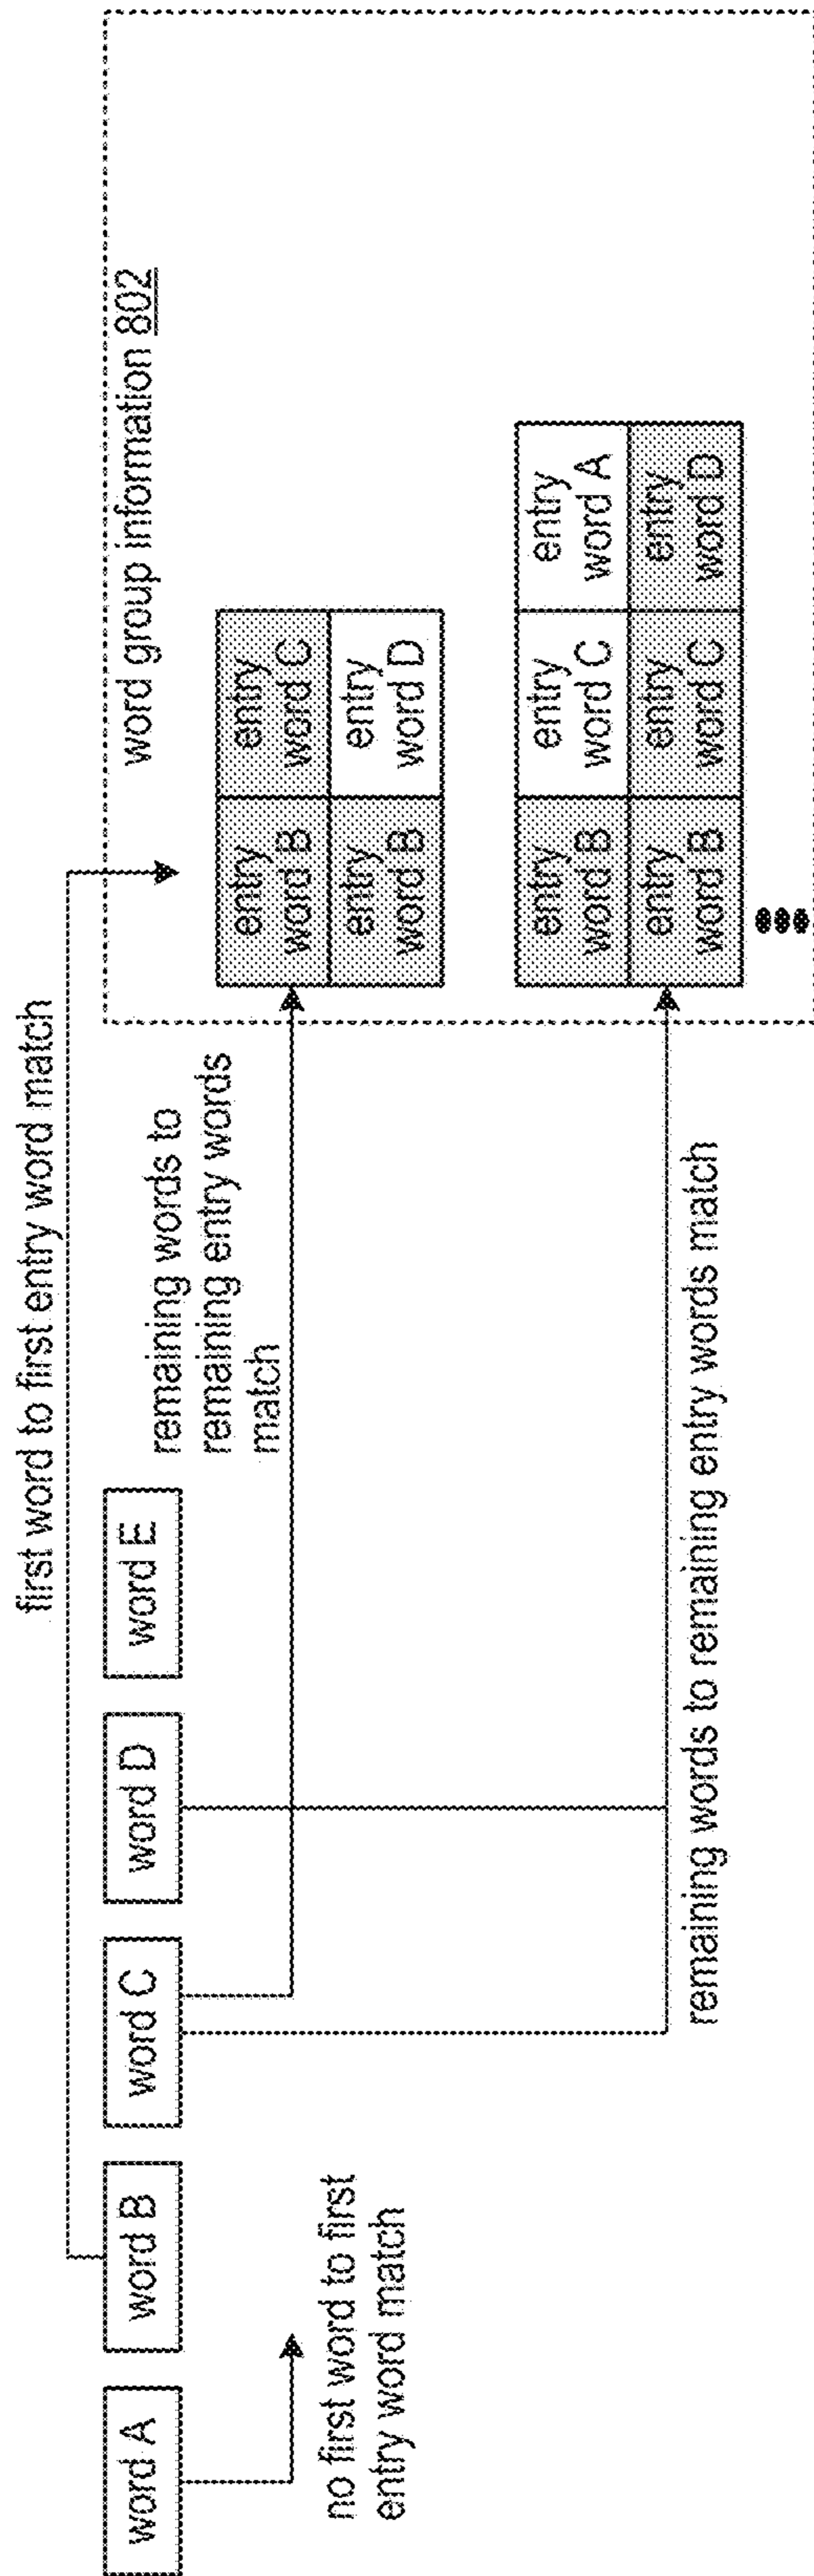 first word to first entry word match
word A
word B
word C
word D
word E
no first word to first
entry word match
remaining words to
remaining entry words
match
remaining words to remaining entry words match
word group information 802
entry
word B
entry
word C
entry
word B
entry
word D
entry
word B
entry
word C
entry
word A
entry
word B
entry
word C
entry
word D